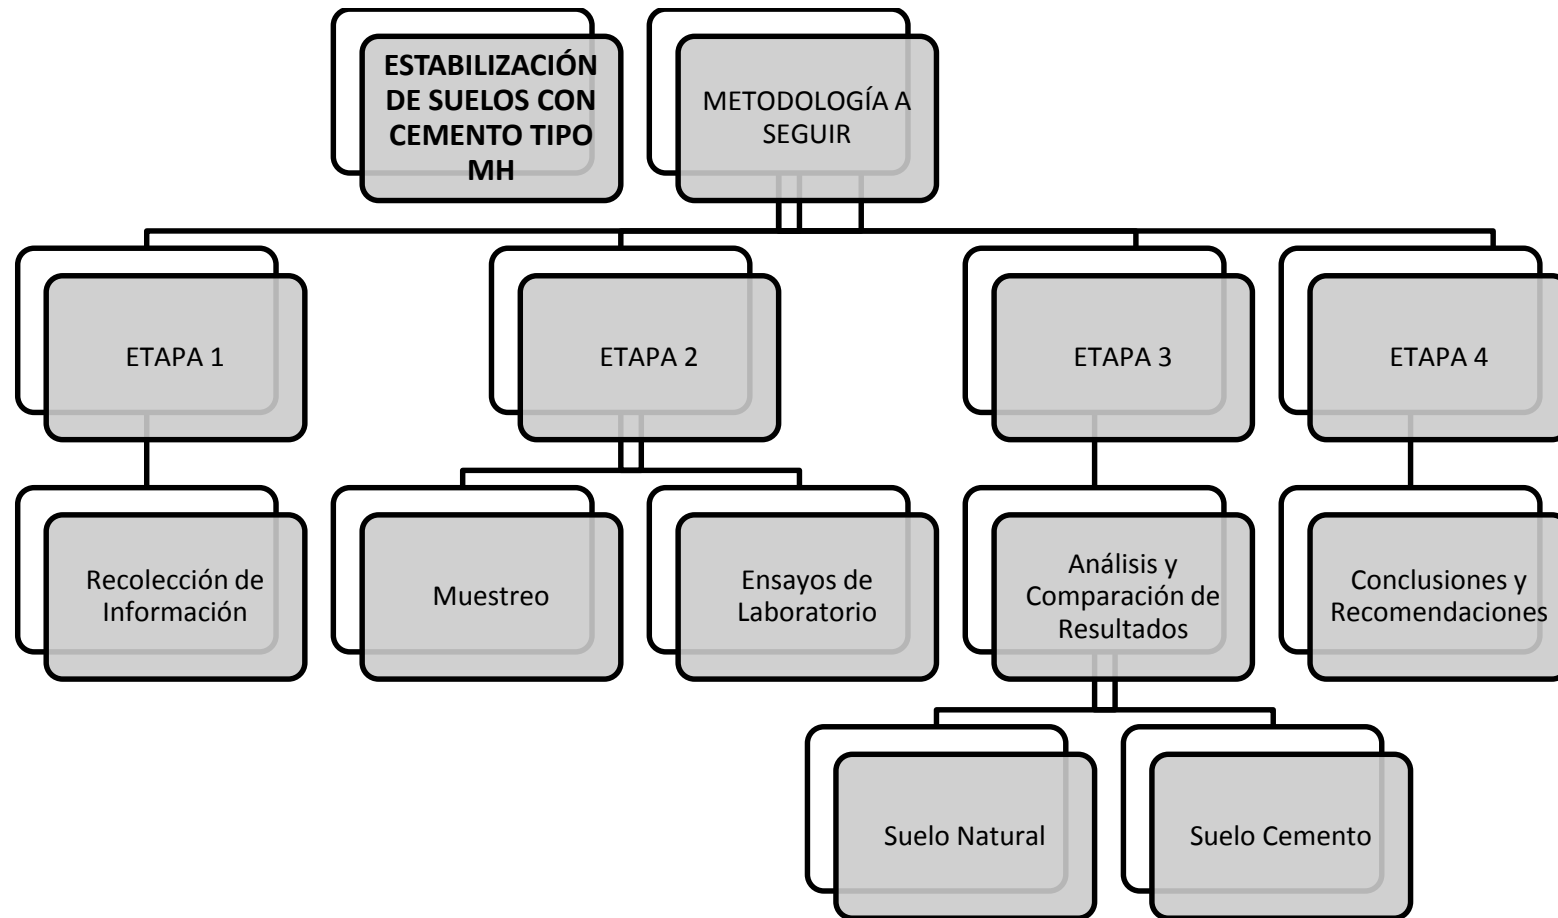 ESTABILIZACIÓN
DE SUELOS CON
CEMENTO TIPO
MH
METODOLOGÍA A
SEGUIR
ETAPA 1
ETAPA 2
ETAPA 3
ETAPA 4
Recolección de
Información
Muestreo
Ensayos de
Laboratorio
Análisis y
Comparación de
Resultados
Conclusiones y
Recomendaciones
Suelo Natural
Suelo Cemento